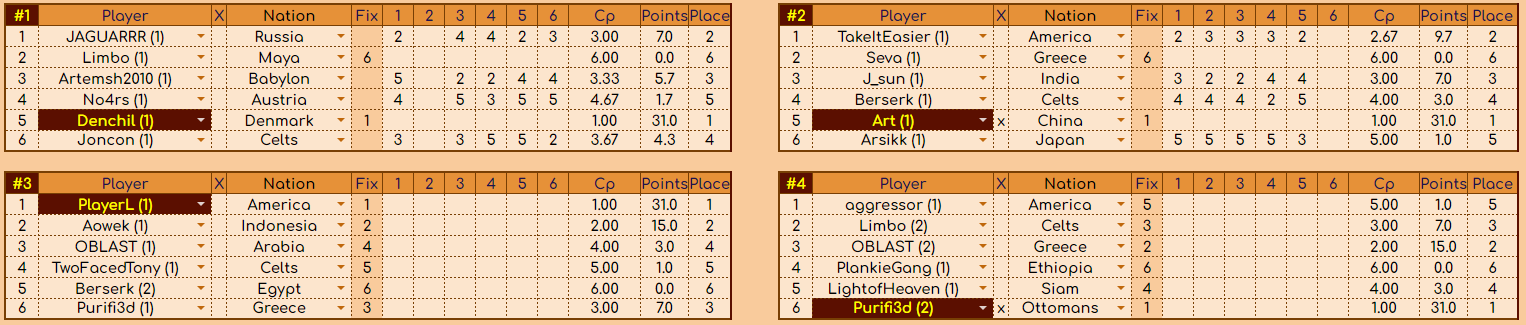 #1 Player X Nation Fix 1 2 3 4 5 6 Cp Points Place
1 JAGUARRR (1) Russia 2 4 4 2 3 3.00 7.0 2
2 Limbo (1) Maya 6 6.00 0.0 6
3 Artemsh2010 (1) Babylon 5 2 2 4 4 3.33 5.7 3
4 No4rs (1) Austria 4 5 3 5 5 4.67 1.7 5
5 Denchil (1) Denmark 1 1.00 31.0 1
6 Joncon (1) Celts 3 3 5 5 2 3.67 4.3 4
#2 Player X Nation Fix 1 2 3 4 5 6 Cp Points Place
1 TakeItEasier (1) America 2 3 3 3 2 2.67 9.7 2
2 Seva (1) Greece 6 6.00 0.0 6
3 J_sun (1) India 3 2 2 4 4 3.00 7.0 3
4 Berserk (1) Celts 4 4 4 2 5 4.00 3.0 4
5 Art (1) x China 1 1.00 31.0 1
6 Arsikk (1) Japan 5 5 5 5 3 5.00 1.0 5
#3 Player X Nation Fix 1 2 3 4 5 6 Cp Points Place
1 PlayerL (1) America 1 1.00 31.0 1
2 Aowek (1) Indonesia 2 2.00 15.0 2
3 OBLAST (1) Arabia 4 4.00 3.0 4
4 TwoFacedTony (1) Celts 5 5.00 1.0 5
5 Berserk (2) Egypt 6 6.00 0.0 6
6 Purifi3d (1) Greece 3 3.00 7.0 3
#4 Player X Nation Fix 1 2 3 4 5 6 Cp Points Place
1 aggressor (1) America 5 5.00 1.0 5
2 Limbo (2) Celts 3 3.00 7.0 3
3 OBLAST (2) Greece 2 2.00 15.0 2
4 PlankieGang (1) Ethiopia 6 6.00 0.0 6
5 LightofHeaven (1) Siam 4 4.00 3.0 4
6 Purifi3d (2) x Ottomans 1 1.00 31.0 1